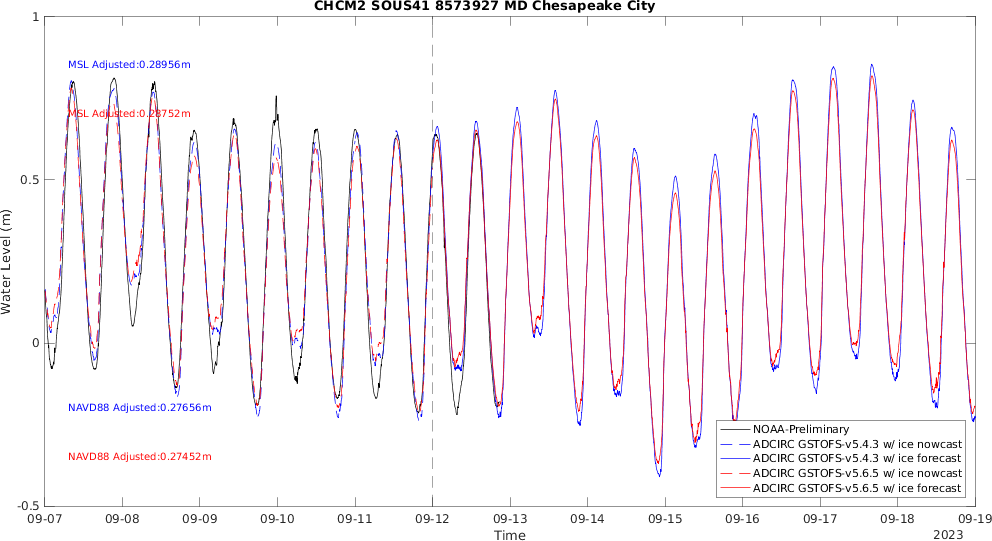 CHCM2 SOUS41 8573927 MD Chesapeake City
1
0.5
0
-0.5
Water Level (m)
MSL Adjusted:0.28956m
MSL Adjusted:0.28752m
NAVD88 Adjusted:0.27656m
NAVD88 Adjusted:0.27452m
NOAA-Preliminary
ADCIRC GSTOFS-v5.4.3 w/ ice nowcast
ADCIRC GSTOFS-v5.4.3 w/ ice forecast
ADCIRC GSTOFS-v5.6.5 w/ ice nowcast
ADCIRC GSTOFS-v5.6.5 w/ ice forecast
09-07 09-08 09-09 09-10 09-11 09-12 09-13 09-14 09-15 09-16 09-17 09-18 09-19
Time
2023